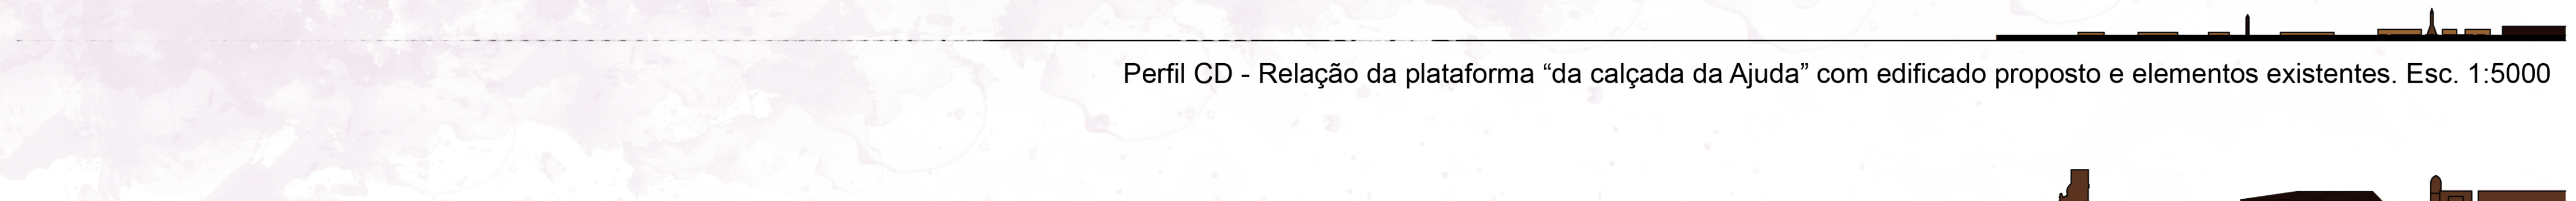 Perfil CD - Relação da plataforma “da calçada da Ajuda” com edificado proposto e elementos existentes. Esc. 1:5000